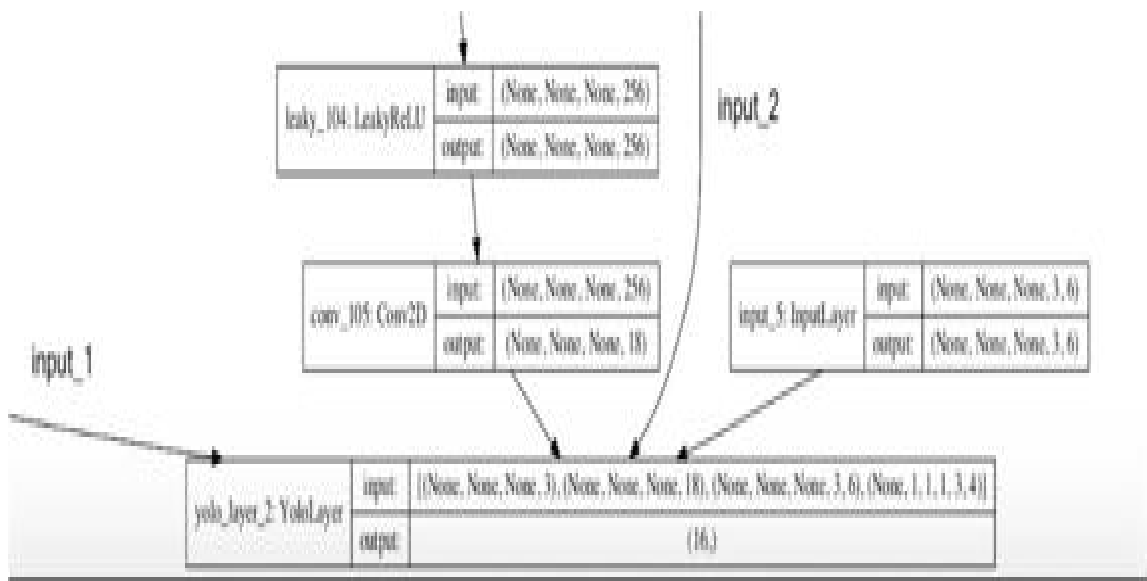 leaky_104: LeakyReLU
input: (None, None, None, 256)
output: (None, None, None, 256)
input_2
conv_105: Conv2D
input: (None, None, None, 256)
output: (None, None, None, 18)
input_5: InputLayer
input: (None, None, None, 3, 6)
output: (None, None, None, 3, 6)
input_1
yolo_layer_2: YoloLayer
input: [(None, None, None, 3), (None, None, None, 18), (None, None, None, 3, 6), (None, 1, 1, 1, 3, 4)]
output: (16,)